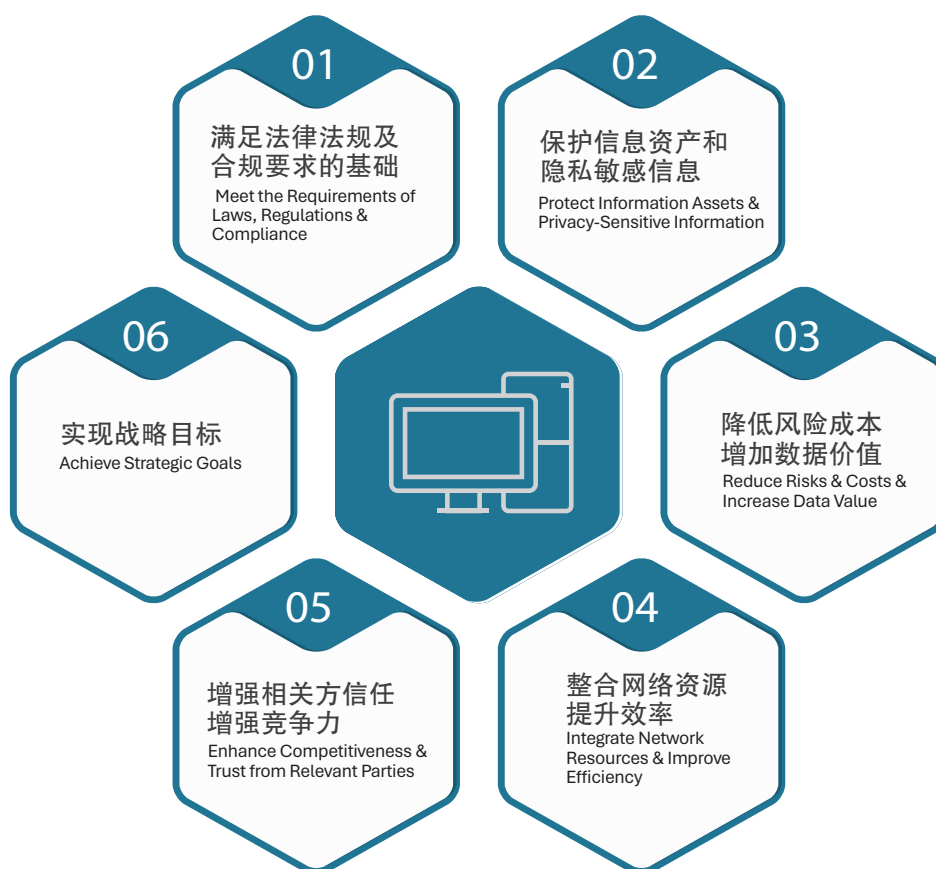 01
满足法律法规及
合规要求的基础
Meet the Requirements of
Laws, Regulations &
Compliance
02
保护信息资产和
隐私敏感信息
Protect Information Assets &
Privacy-Sensitive Information
03
降低风险成本
增加数据价值
Reduce Risks & Costs &
Increase Data Value
04
整合网络资源
提升效率
Integrate Network
Resources & Improve
Efficiency
05
增强相关方信任
增强竞争力
Enhance Competitiveness &
Trust from Relevant Parties
06
实现战略目标
Achieve Strategic Goals